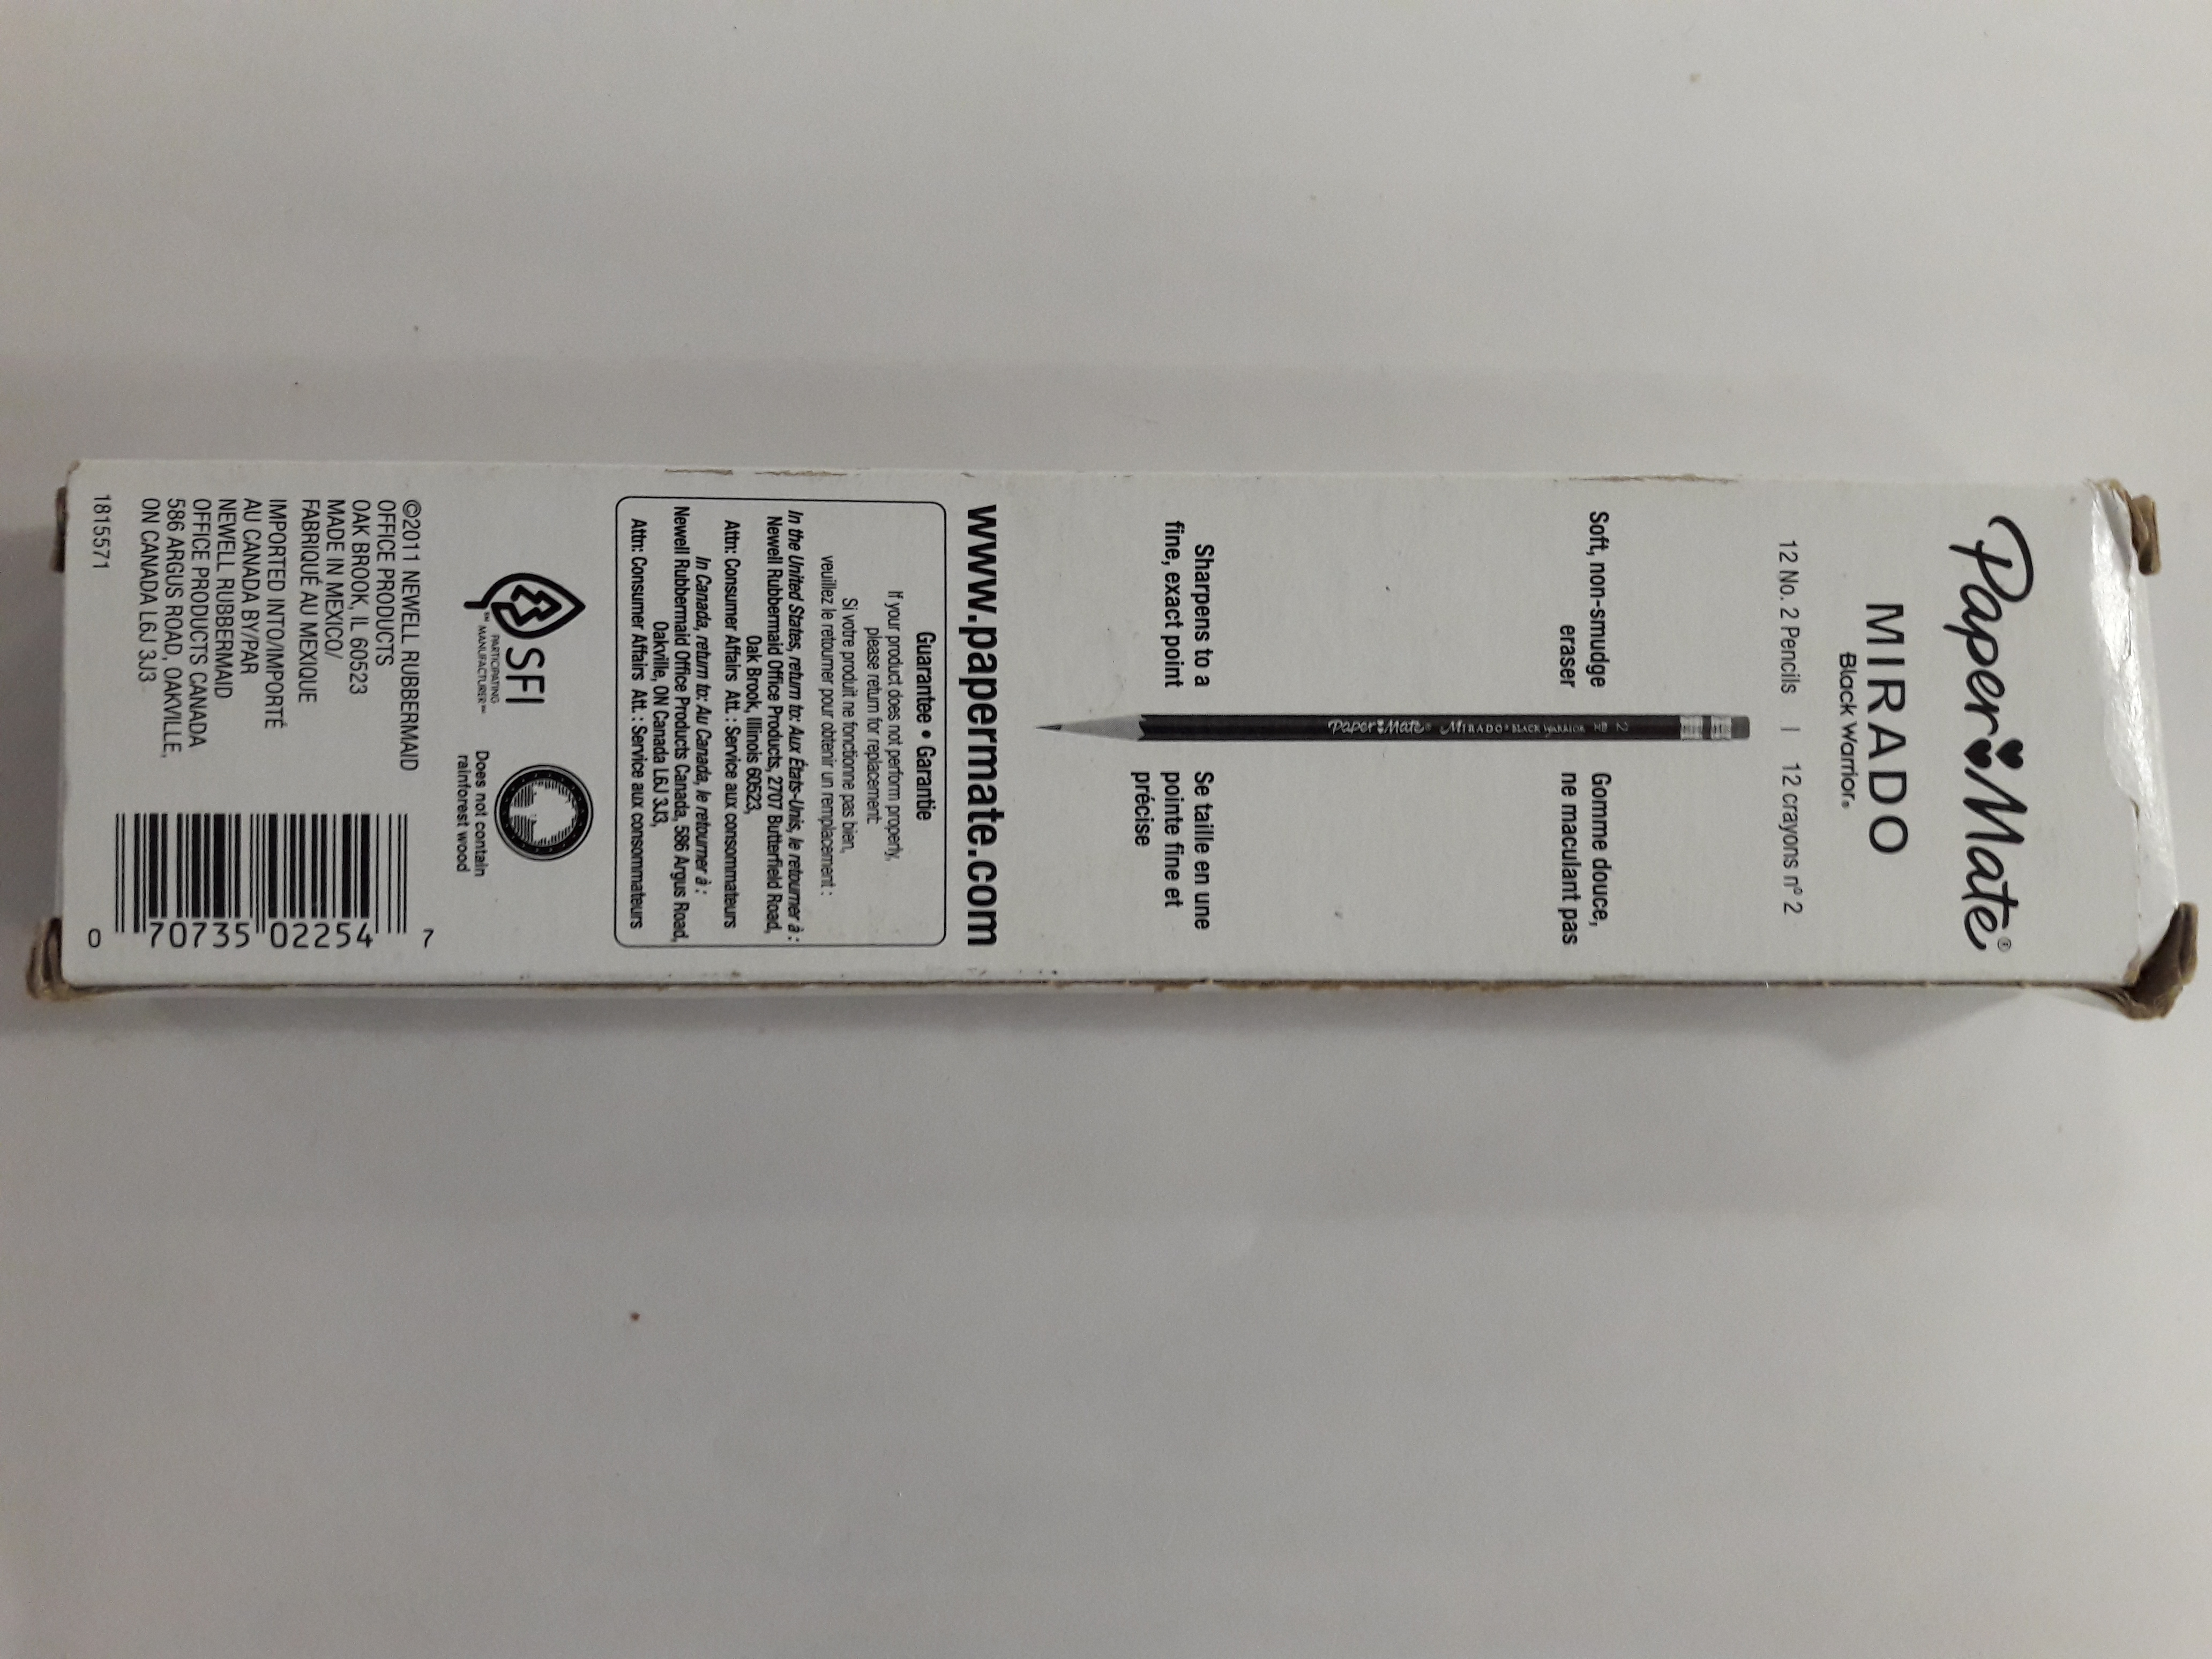 Paper Mate®
MIRADO
Black Warrior®
12 No. 2 Pencils | 12 crayons nº 2
Soft, non-smudge
eraser
Gomme douce,
ne maculant pas
Paper Mate® MIRADO® BLACK WARRIOR HB 2
Sharpens to a
fine, exact point
Se taille en une
pointe fine et
précise
www.papermate.com
Guarantee • Garantie
If your product does not perform properly,
please return for replacement:
Si votre produit ne fonctionne pas bien,
veuillez le retourner pour obtenir un remplacement :
In the United States, return to: Aux États-Unis, le retourner à :
Newell Rubbermaid Office Products, 2707 Butterfield Road,
Oak Brook, Illinois 60523,
Attn: Consumer Affairs Att. : Service aux consommateurs
In Canada, return to: Au Canada, le retourner à :
Newell Rubbermaid Office Products Canada, 586 Argus Road,
Oakville, ON Canada L6J 3J3,
Attn: Consumer Affairs Att. : Service aux consommateurs
SFI
PARTICIPATING
MANUFACTURER℠
Does not contain
rainforest wood
©2011 NEWELL RUBBERMAID
OFFICE PRODUCTS
OAK BROOK, IL 60523
MADE IN MEXICO/
FABRIQUÉ AU MEXIQUE
IMPORTED INTO/IMPORTÉ
AU CANADA BY/PAR
NEWELL RUBBERMAID
OFFICE PRODUCTS CANADA
586 ARGUS ROAD, OAKVILLE,
ON CANADA L6J 3J3
1815571
0 70735 02254 7